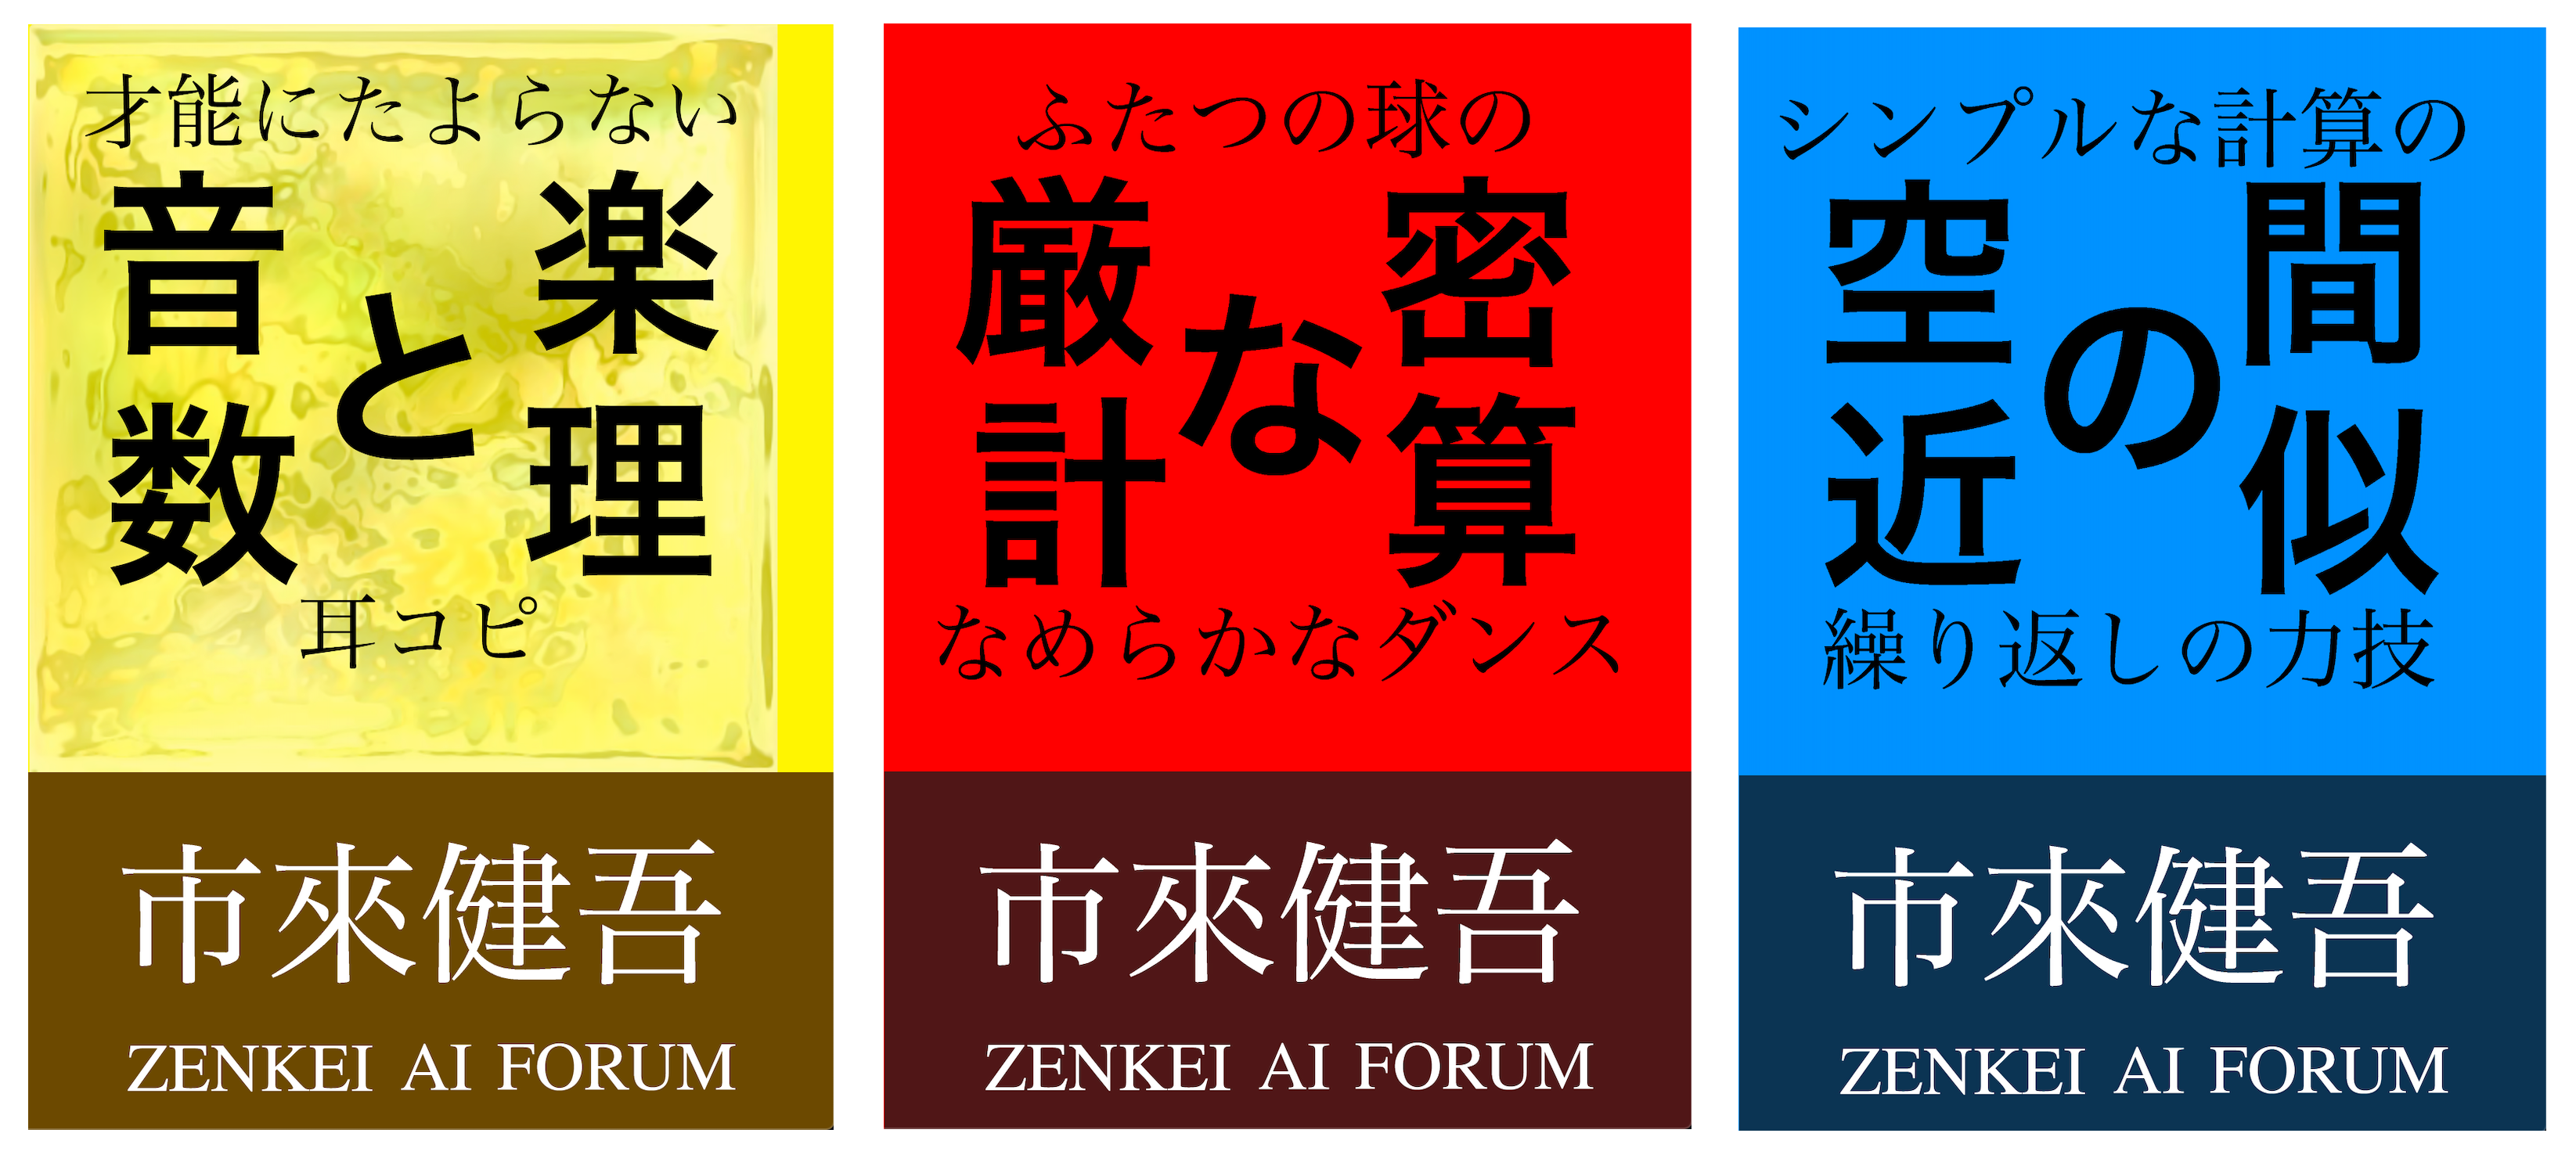 才能にたよらない
音楽
と
数理
耳コピ
市來健吾
ZENKEI AI FORUM
ふたつの球の
厳密
な
計算
なめらかなダンス
市來健吾
ZENKEI AI FORUM
シンプルな計算の
空間
の
近似
繰り返しの力技
市來健吾
ZENKEI AI FORUM